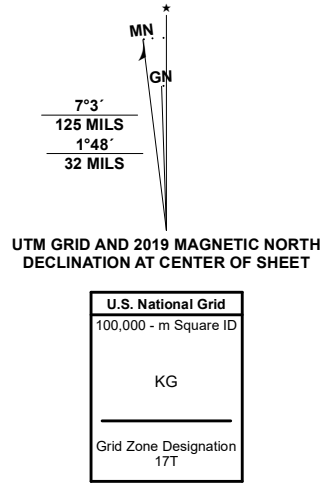 ★
MN
GN
7°3´
125 MILS
1°48´
32 MILS
UTM GRID AND 2019 MAGNETIC NORTH
DECLINATION AT CENTER OF SHEET
U.S. National Grid
100,000 - m Square ID
KG
Grid Zone Designation
17T